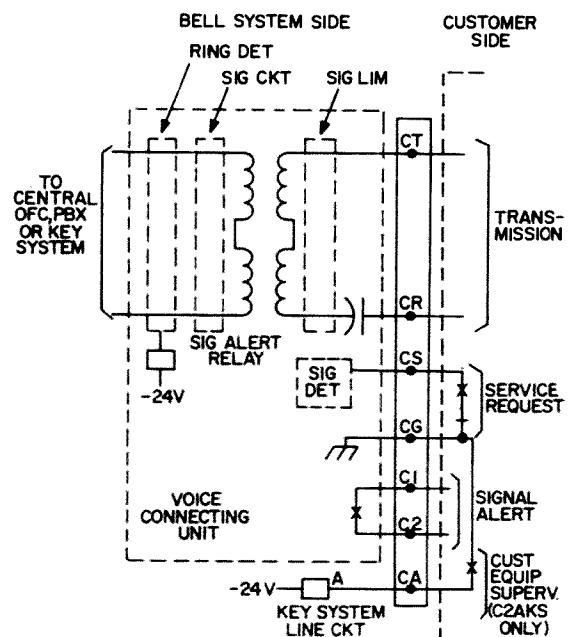 BELL SYSTEM SIDE
CUSTOMER
SIDE
RING DET
SIG CKT
SIG LIM
TO
CENTRAL
OFC,PBX
OR KEY
SYSTEM
CT
TRANS-
MISSION
CR
SIG ALERT
RELAY
-24V
SIG
DET
CS
SERVICE
REQUEST
CG
VOICE
CONNECTING
UNIT
C1
C2
SIGNAL
ALERT
-24V
A
CA
KEY SYSTEM
LINE CKT
CUST
EQUIP
SUPERV.
(C2AKS
ONLY)